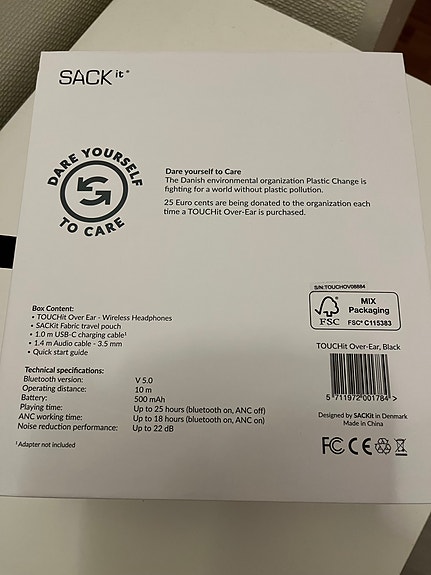 SACKit®
DARE YOURSELF
TO CARE
Dare yourself to Care
The Danish environmental organization Plastic Change is
fighting for a world without plastic pollution.
25 Euro cents are being donated to the organization each
time a TOUCHit Over-Ear is purchased.
S/N:TOUCHOV08884
FSC
MIX
Packaging
FSC® C115383
TOUCHit Over-Ear, Black
5 711972 001784 >
Designed by SACKit in Denmark
Made in China
FC CE
Box Content:
• TOUCHit Over Ear - Wireless Headphones
• SACKit Fabric travel pouch
• 1.0 m USB-C charging cable¹
• 1.4 m Audio cable - 3.5 mm
• Quick start guide
Technical specifications:
Bluetooth version: V 5.0
Operating distance: 10 m
Battery: 500 mAh
Playing time: Up to 25 hours (bluetooth on, ANC off)
ANC working time: Up to 18 hours (bluetooth on, ANC on)
Noise reduction performance: Up to 22 dB
¹ Adapter not included